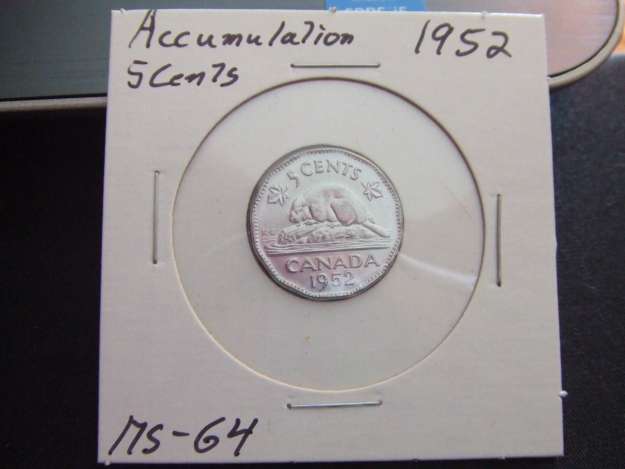 Accumulation 1952
5 Cents
5 CENTS
CANADA
1952
MS-64